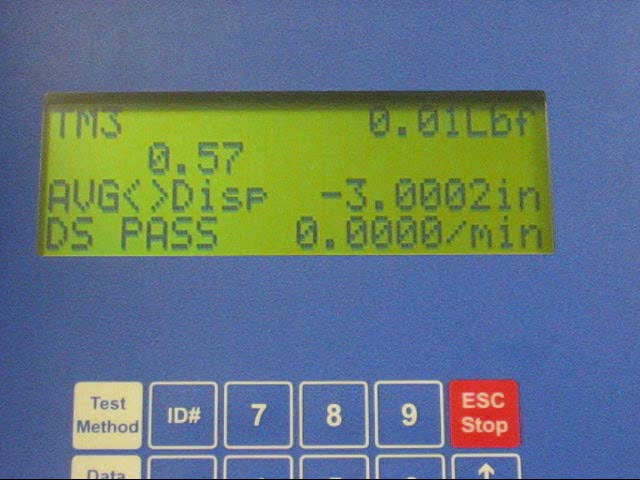 TM3 0.01Lbf
0.57
AVG<>Disp -3.0002in
DS PASS 0.0000/min
Test Method ID# 7 8 9 ESC Stop
Data